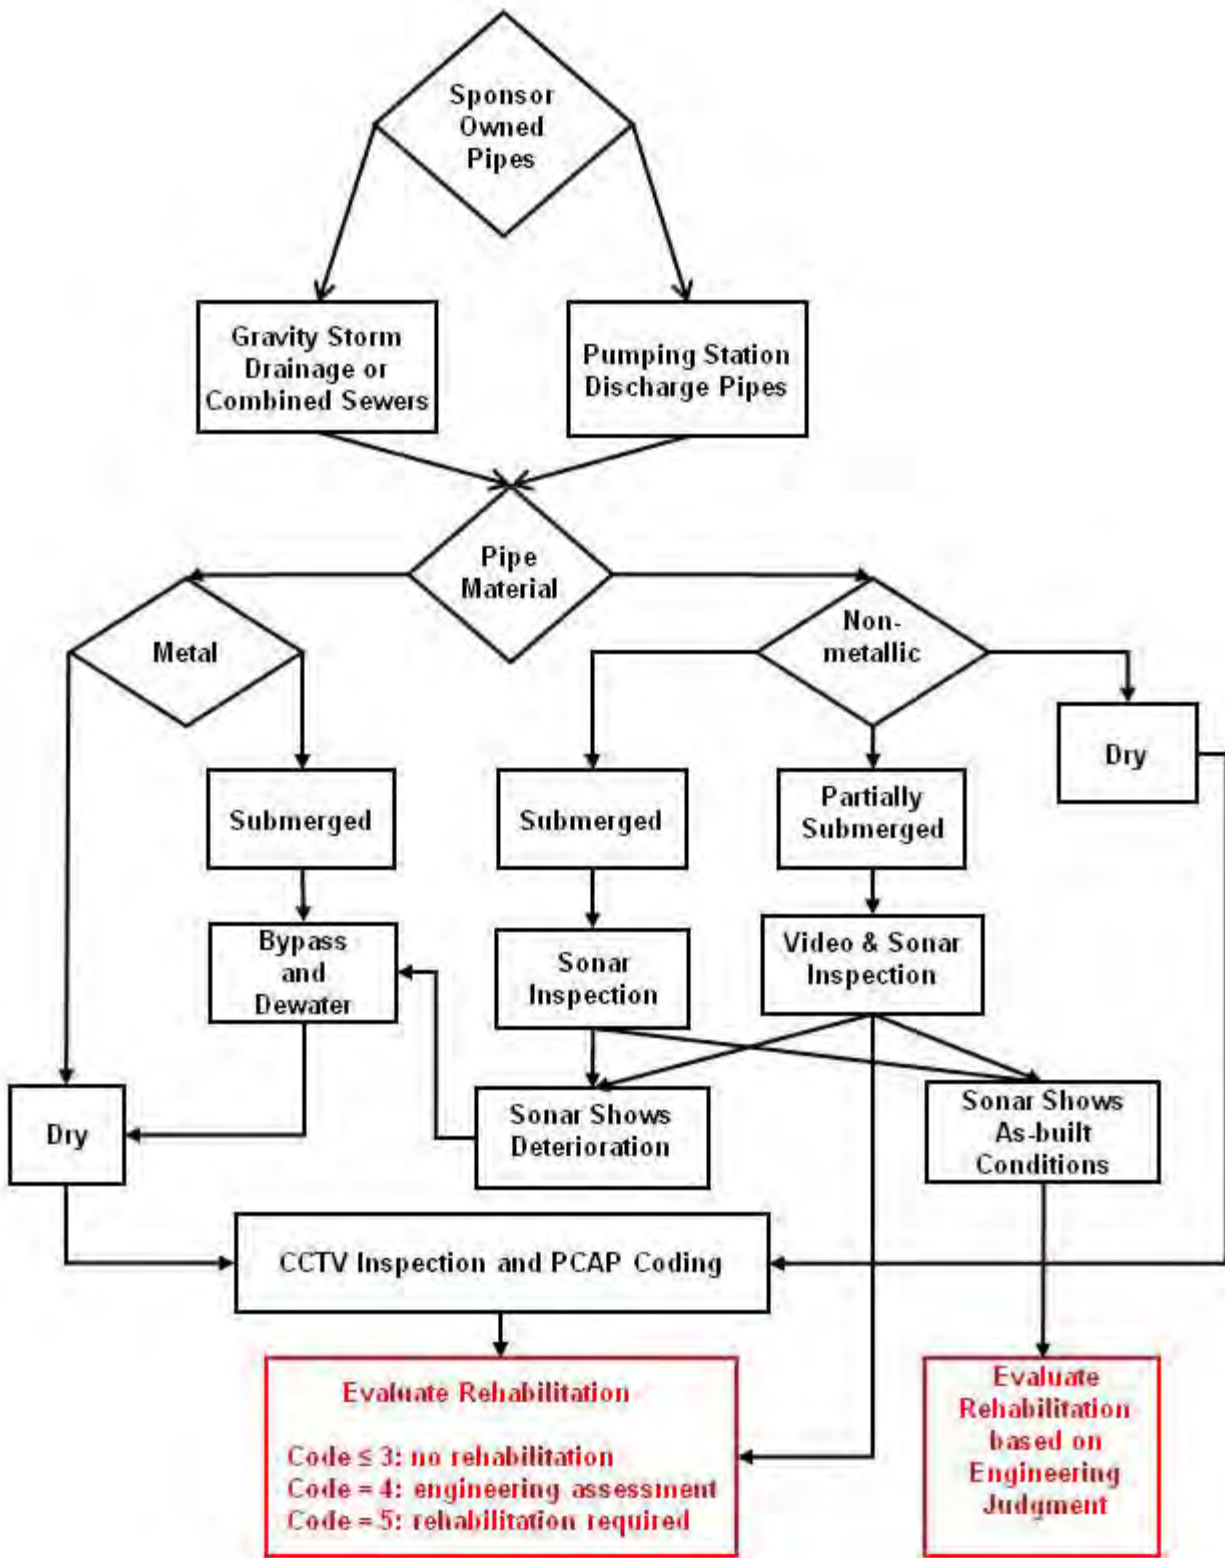 Sponsor
Owned
Pipes
Gravity Storm
Drainage or
Combined Sewers
Pumping Station
Discharge Pipes
Pipe
Material
Metal
Non-
metallic
Dry
Submerged
Submerged
Partially
Submerged
Bypass
and
Dewater
Sonar
Inspection
Video & Sonar
Inspection
Dry
Sonar Shows
Deterioration
Sonar Shows
As-built
Conditions
CCTV Inspection and PCAP Coding
Evaluate Rehabilitation
Code ≤ 3: no rehabilitation
Code = 4: engineering assessment
Code = 5: rehabilitation required
Evaluate
Rehabilitation
based on
Engineering
Judgment